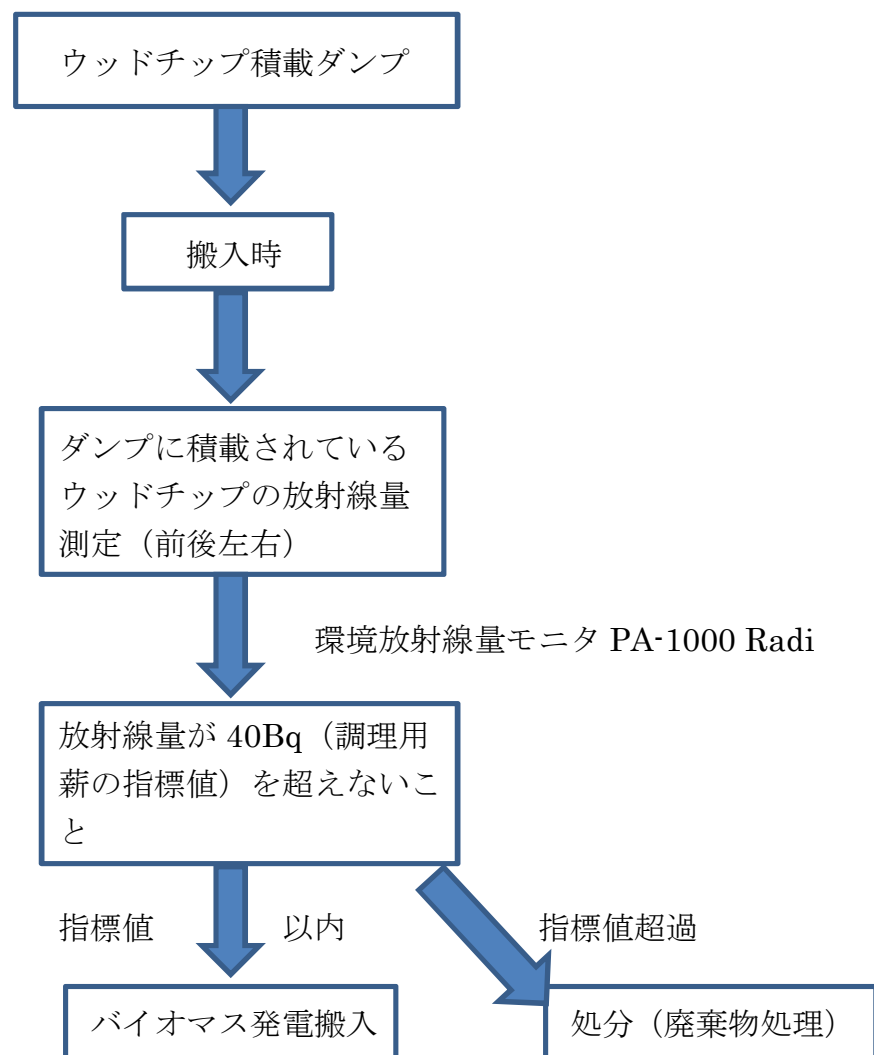 ウッドチップ積載ダンプ
搬入時
ダンプに積載されている
ウッドチップの放射線量
測定（前後左右）
環境放射線量モニタ PA-1000 Radi
放射線量が 40Bq（調理用
薪の指標値）を超えないこ
と
指標値 以内
指標値超過
バイオマス発電搬入
処分（廃棄物処理）